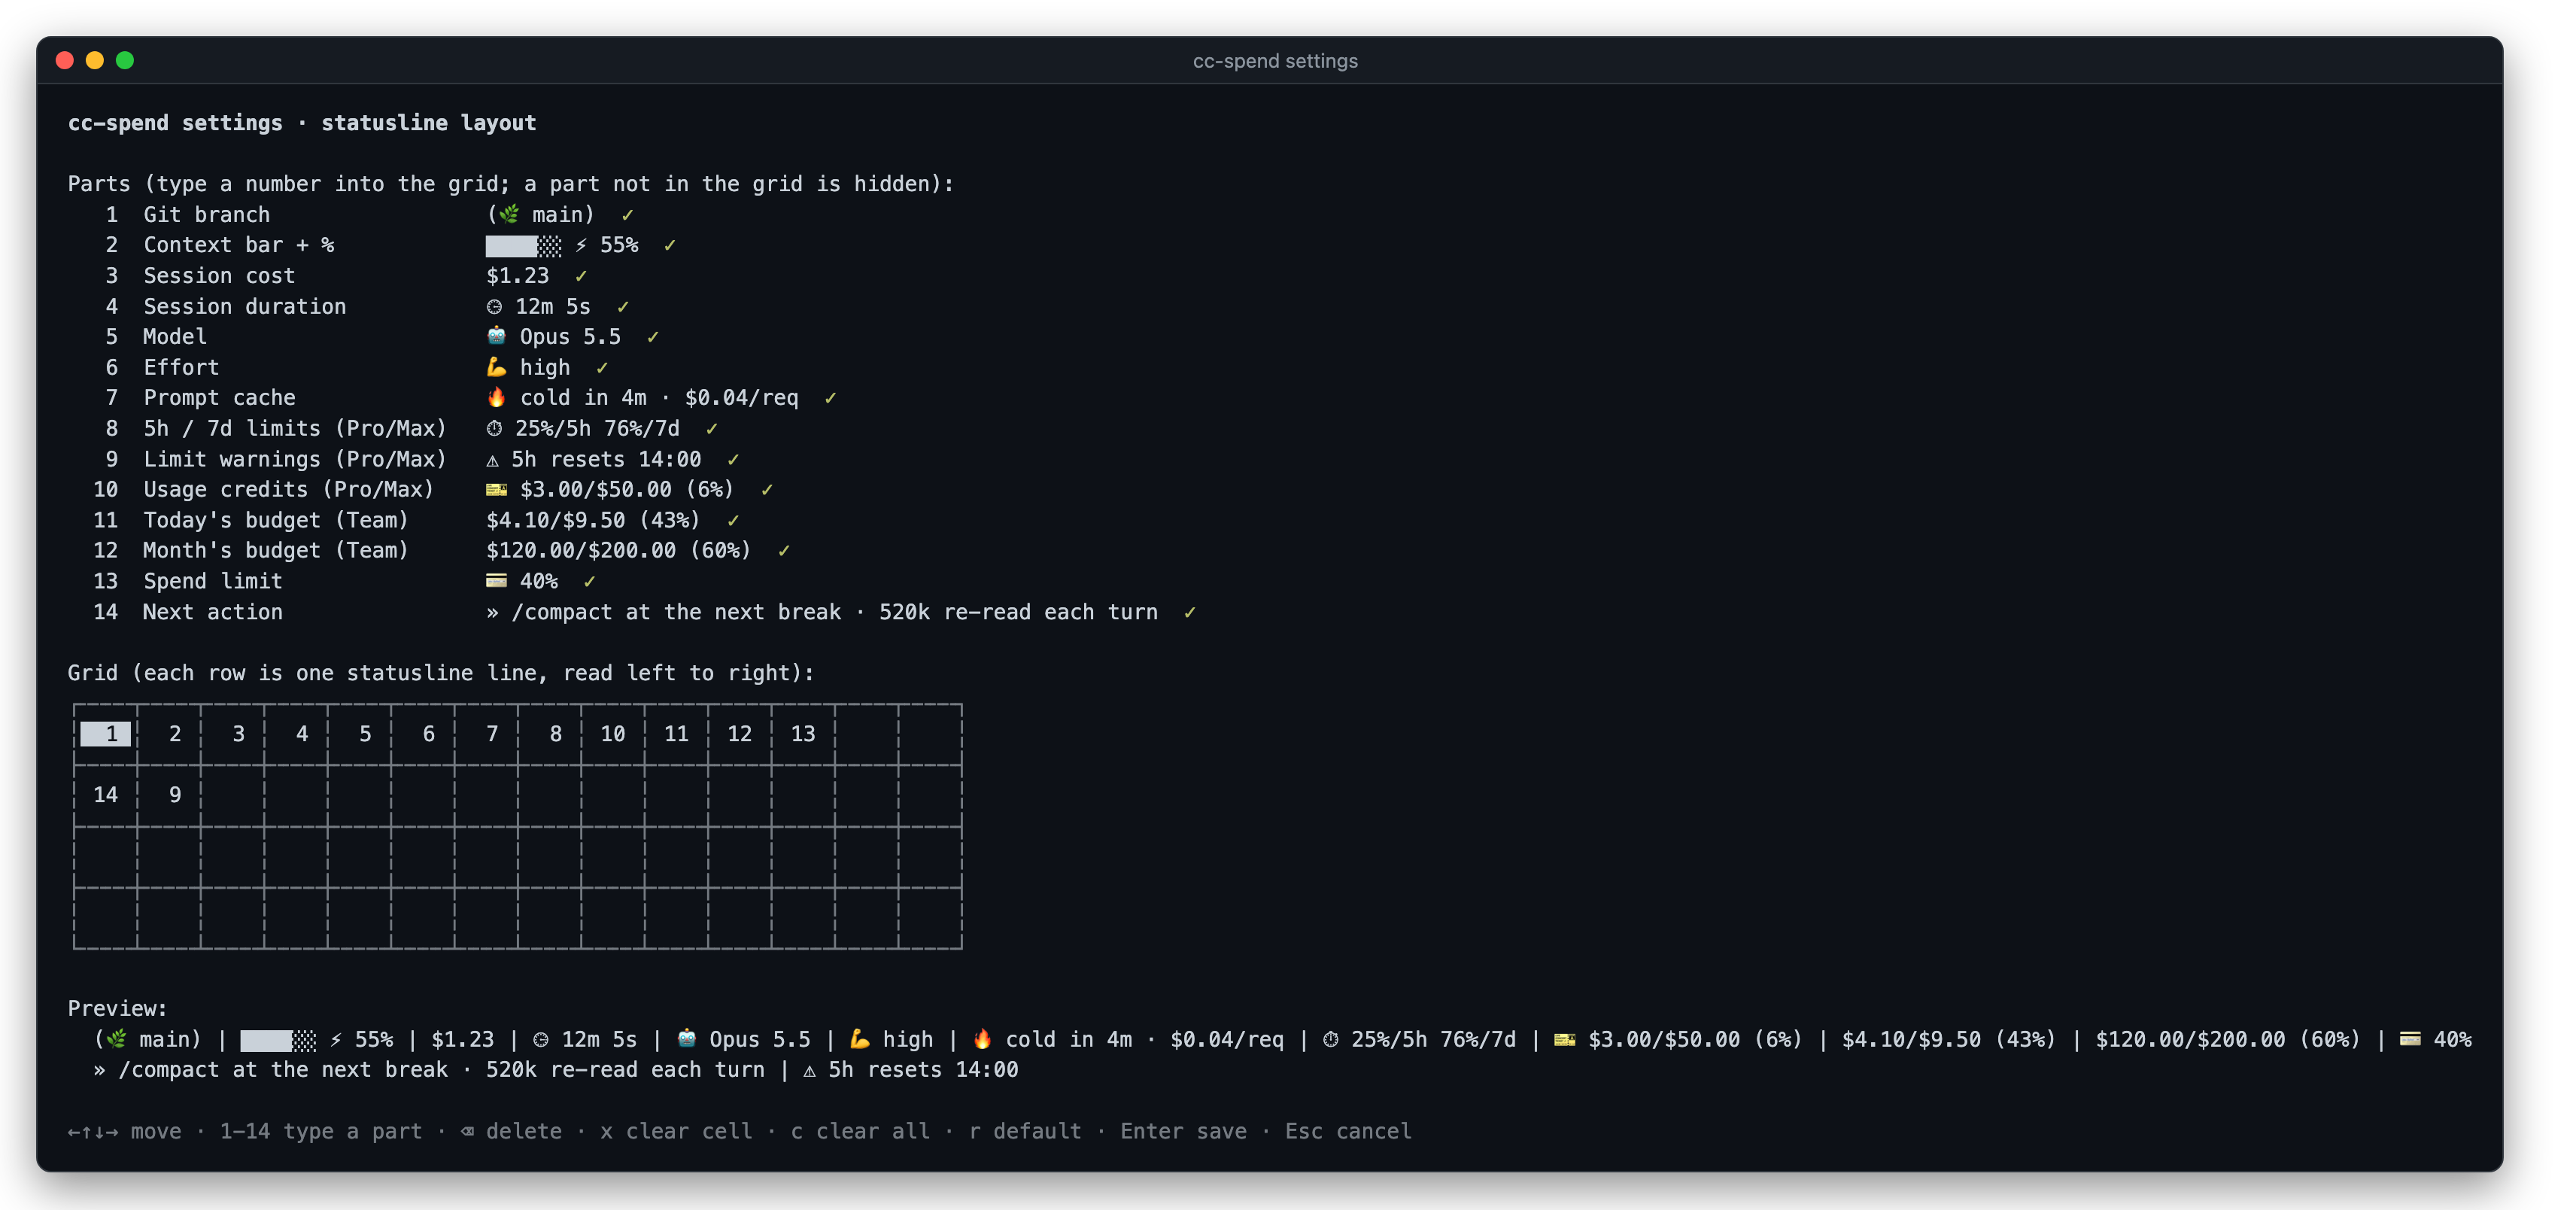 cc-spend settings
cc-spend settings · statusline layout
Parts (type a number into the grid; a part not in the grid is hidden):
1 Git branch (🌿 main) ✓
2 Context bar + % ████░░ ⚡ 55% ✓
3 Session cost $1.23 ✓
4 Session duration 🕒 12m 5s ✓
5 Model 🤖 Opus 5.5 ✓
6 Effort 💪 high ✓
7 Prompt cache 🔥 cold in 4m · $0.04/req ✓
8 5h / 7d limits (Pro/Max) ⏱ 25%/5h 76%/7d ✓
9 Limit warnings (Pro/Max) ⚠ 5h resets 14:00 ✓
10 Usage credits (Pro/Max) 🎫 $3.00/$50.00 (6%) ✓
11 Today's budget (Team) $4.10/$9.50 (43%) ✓
12 Month's budget (Team) $120.00/$200.00 (60%) ✓
13 Spend limit 💳 40% ✓
14 Next action » /compact at the next break · 520k re-read each turn ✓
Grid (each row is one statusline line, read left to right):
1 2 3 4 5 6 7 8 10 11 12 13
14 9
Preview:
(🌿 main) | ████░░ ⚡ 55% | $1.23 | 🕒 12m 5s | 🤖 Opus 5.5 | 💪 high | 🔥 cold in 4m · $0.04/req | ⏱ 25%/5h 76%/7d | 🎫 $3.00/$50.00 (6%) | $4.10/$9.50 (43%) | $120.00/$200.00 (60%) | 💳 40%
» /compact at the next break · 520k re-read each turn | ⚠ 5h resets 14:00
←↑↓→ move · 1–14 type a part · ⌫ delete · x clear cell · c clear all · r default · Enter save · Esc cancel